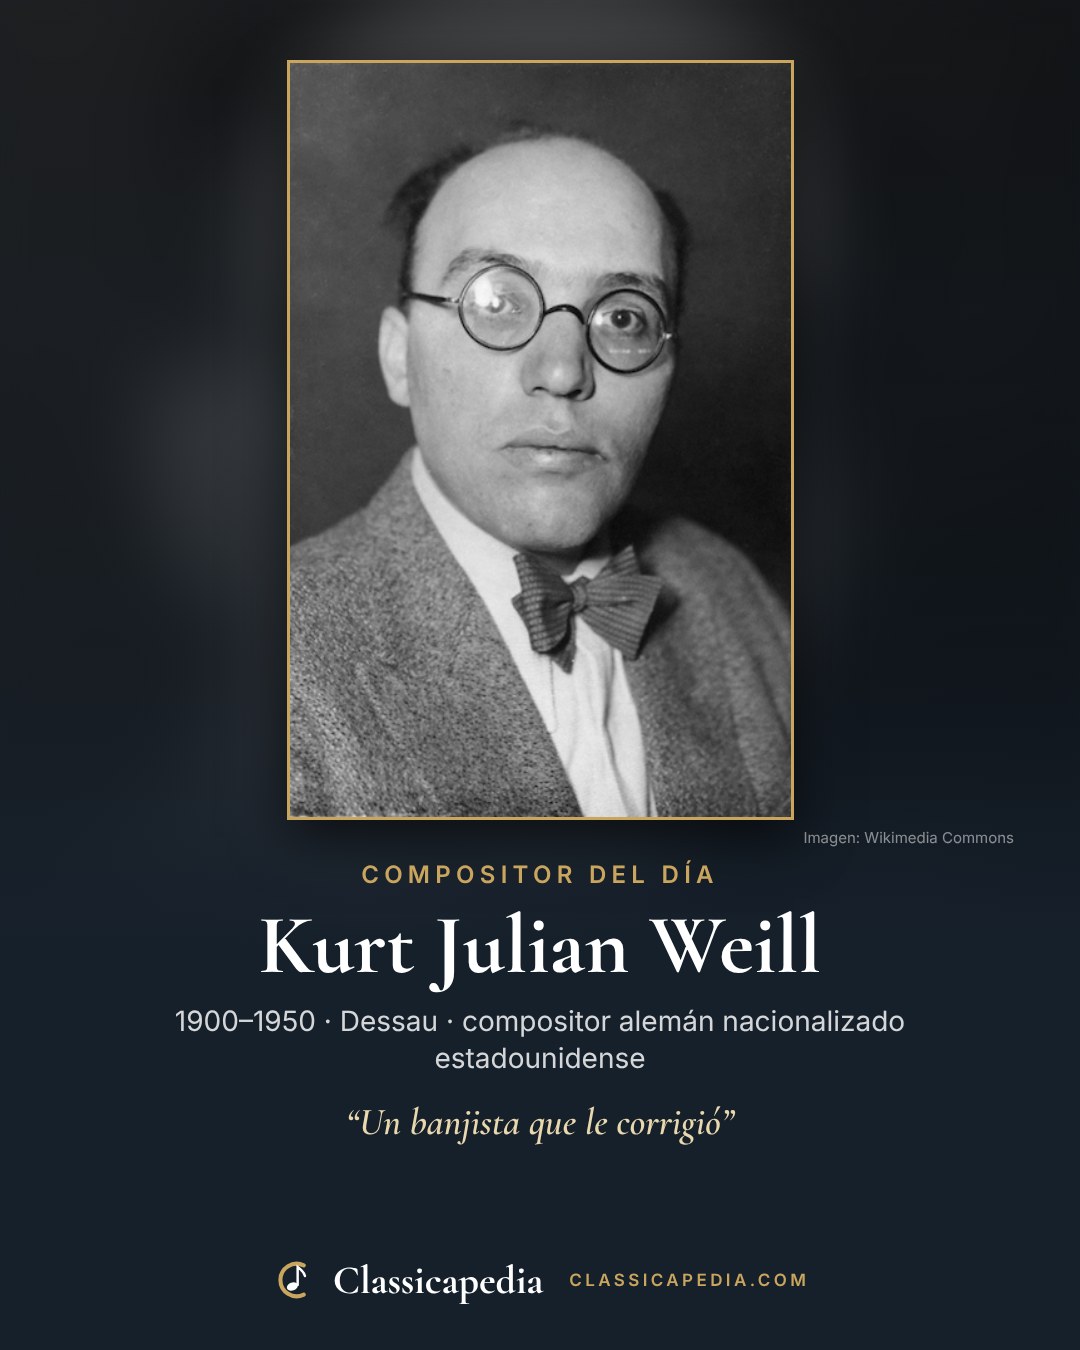 Imagen: Wikimedia Commons
COMPOSITOR DEL DÍA
Kurt Julian Weill
1900–1950 · Dessau · compositor alemán nacionalizado
estadounidense
“Un banjista que le corrigió”
Classicapedia CLASSICAPEDIA.COM